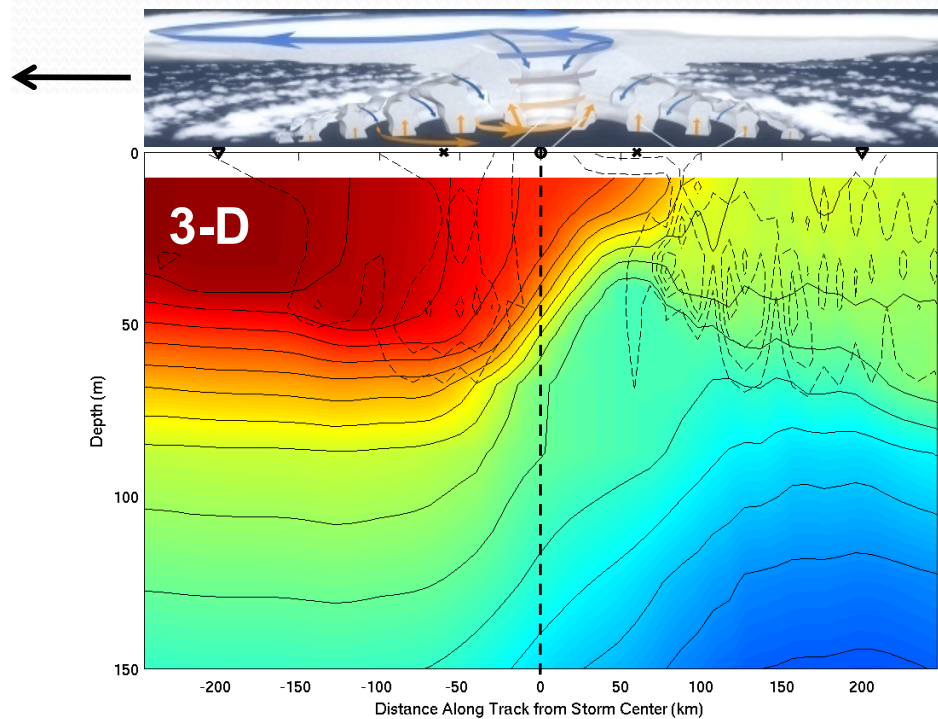 3-D
0
50
100
150
Depth (m)
-200 -150 -100 -50 0 50 100 150 200
Distance Along Track from Storm Center (km)